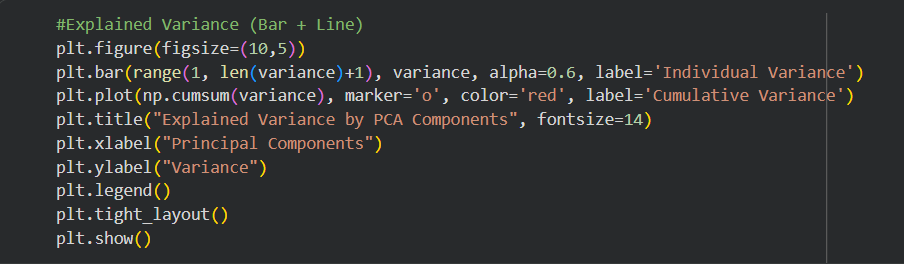 #Explained Variance (Bar + Line)
plt.figure(figsize=(10,5))
plt.bar(range(1, len(variance)+1), variance, alpha=0.6, label='Individual Variance')
plt.plot(np.cumsum(variance), marker='o', color='red', label='Cumulative Variance')
plt.title("Explained Variance by PCA Components", fontsize=14)
plt.xlabel("Principal Components")
plt.ylabel("Variance")
plt.legend()
plt.tight_layout()
plt.show()